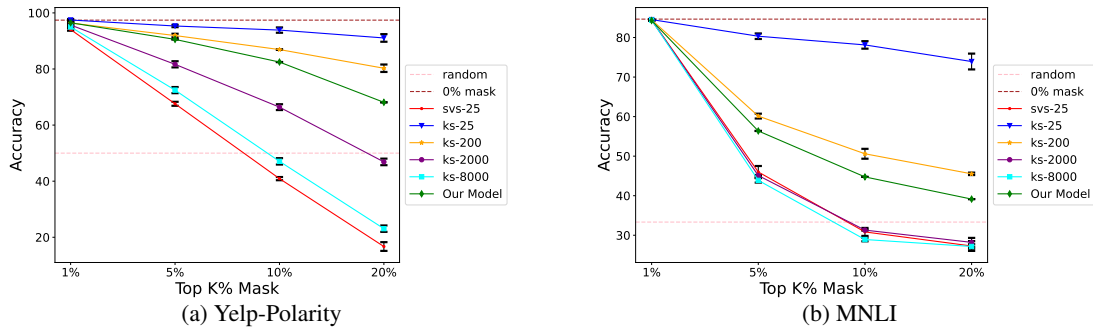 100
80
60
40
20
Accuracy
1%
5%
10%
20%
Top K% Mask
random
0% mask
svs-25
ks-25
ks-200
ks-2000
ks-8000
Our Model
(a) Yelp-Polarity
80
70
60
50
40
30
Accuracy
1%
5%
10%
20%
Top K% Mask
random
0% mask
svs-25
ks-25
ks-200
ks-2000
ks-8000
Our Model
(b) MNLI